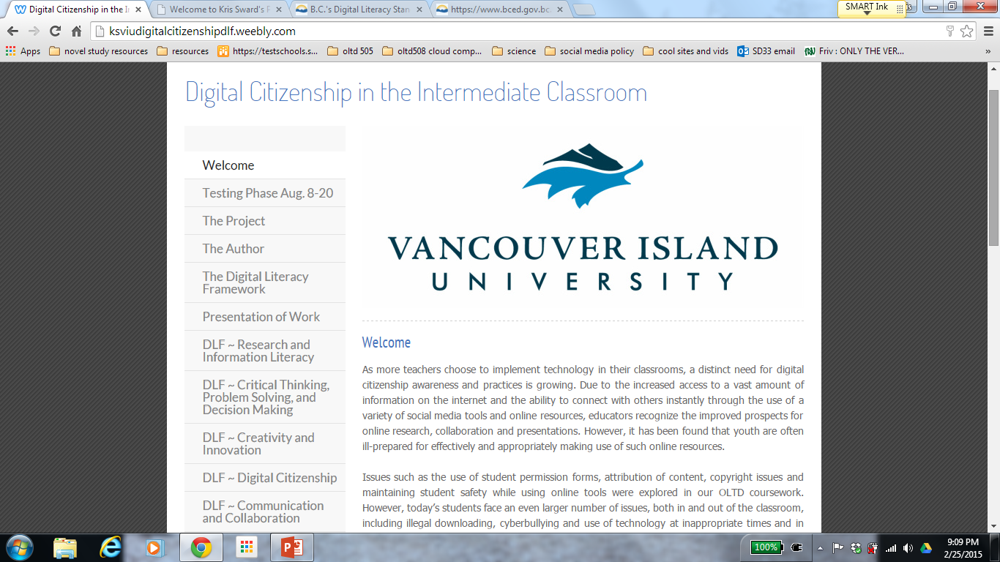 Digital Citizenship in the I
Welcome to Kris Sward's P
B.C.'s Digital Literacy Stan
https://www.bced.gov.bc.
SMART Ink
ksviudigitalcitizenshipdlf.weebly.com
Apps
novel study resources
resources
https://testschools.s...
oltd 505
oltd508 cloud comp...
science
social media policy
cool sites and vids
SD33 email
Friv : ONLY THE VER...
»
Digital Citizenship in the Intermediate Classroom
Welcome
Testing Phase Aug. 8-20
The Project
The Author
The Digital Literacy
Framework
Presentation of Work
DLF ~ Research and
Information Literacy
DLF ~ Critical Thinking,
Problem Solving, and
Decision Making
DLF ~ Creativity and
Innovation
DLF ~ Digital Citizenship
DLF ~ Communication
and Collaboration
VANCOUVER ISLAND
UNIVERSITY
Welcome
As more teachers choose to implement technology in their classrooms, a distinct need for digital
citizenship awareness and practices is growing. Due to the increased access to a vast amount of
information on the internet and the ability to connect with others instantly through the use of a
variety of social media tools and online resources, educators recognize the improved prospects for
online research, collaboration and presentations. However, it has been found that youth are often
ill-prepared for effectively and appropriately making use of such online resources.
Issues such as the use of student permission forms, attribution of content, copyright issues and
maintaining student safety while using online tools were explored in our OLTD coursework.
However, today's students face an even larger number of issues, both in and out of the classroom,
including illegal downloading, cyberbullying and use of technology at inappropriate times and in
100%
9:09 PM
2/25/2015